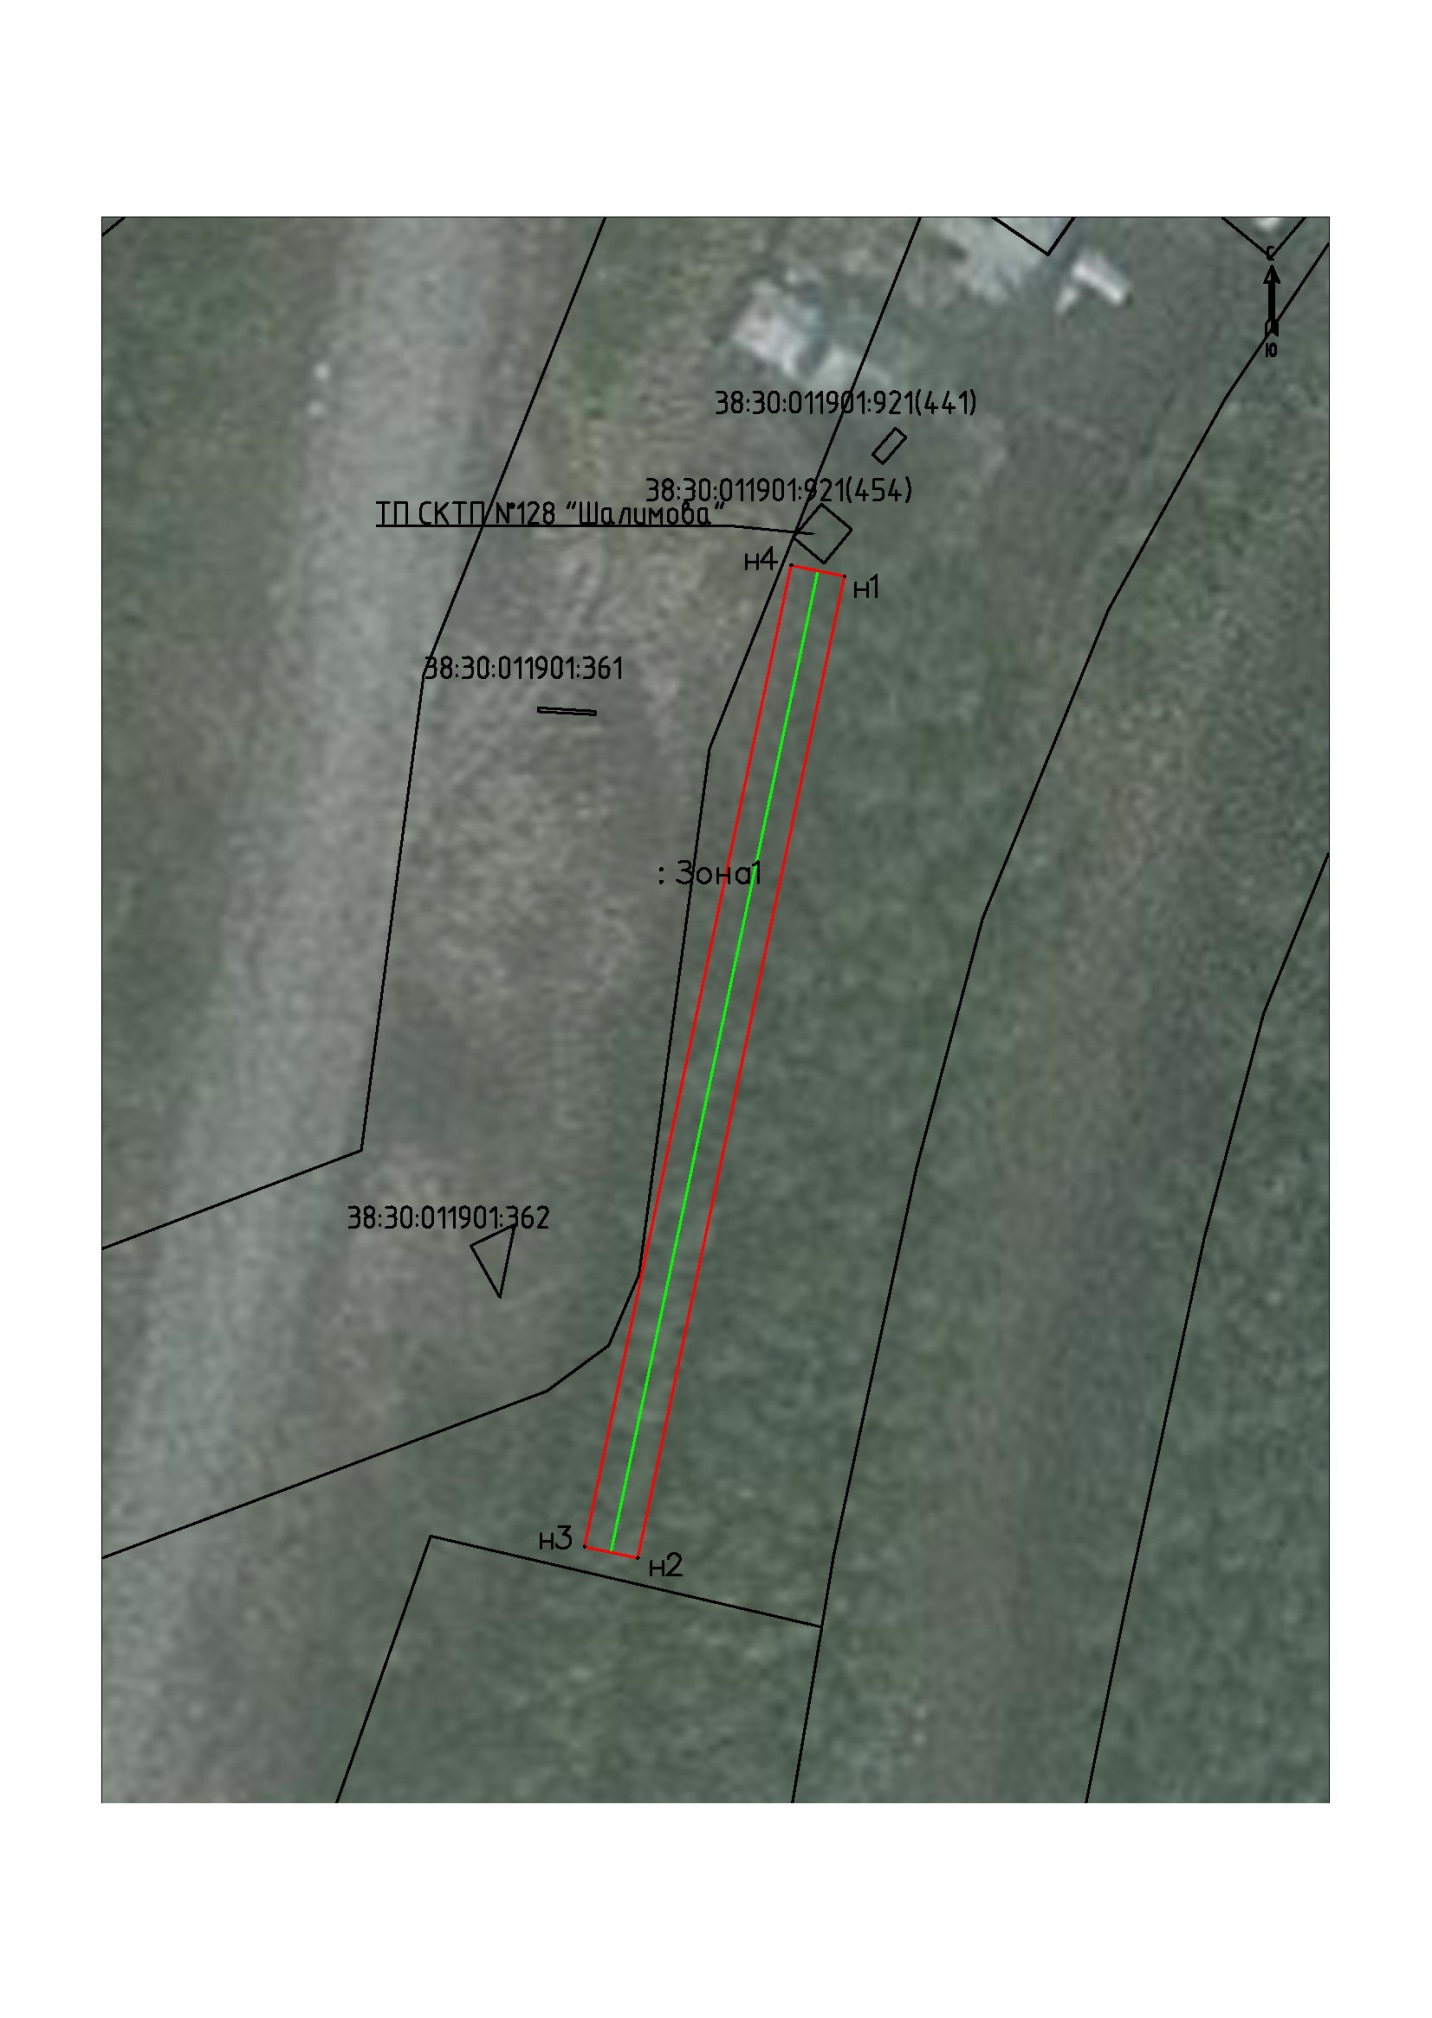 С
Ю
38:30:011901:921(441)
38:30:011901:921(454)
ТП СКТП №128 "Шалимова"
н4
н1
38:30:011901:361
: Зона1
38:30:011901:362
н3
н2